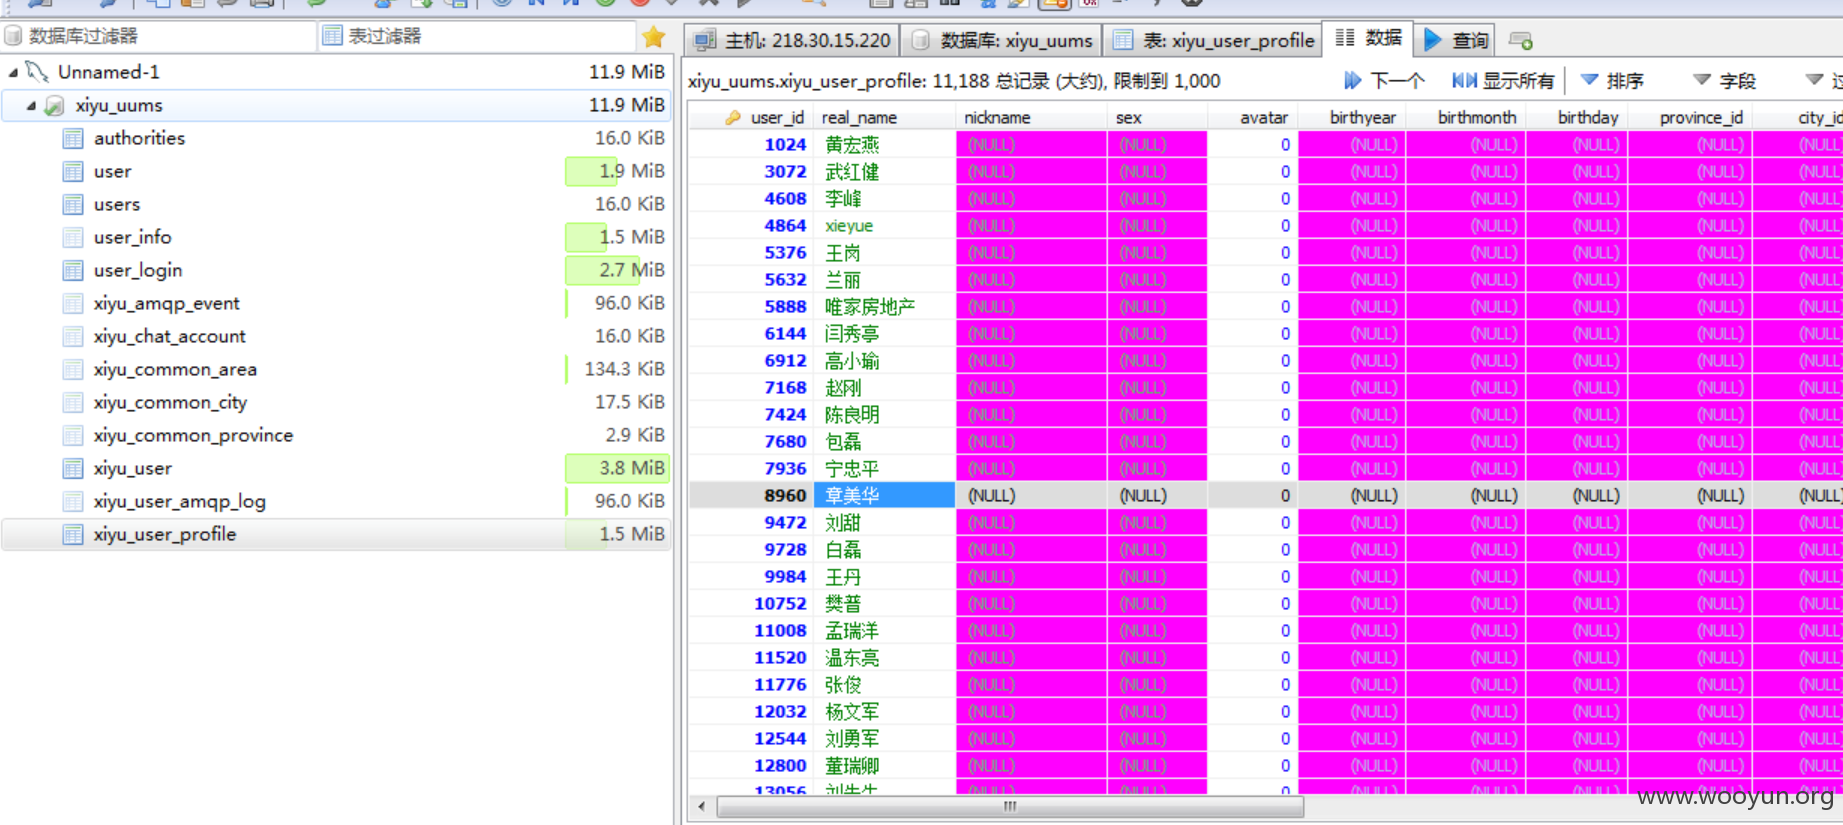 数据库过滤器 表过滤器
主机: 218.30.15.220 数据库: xiyu_uums 表: xiyu_user_profile 数据 查询
Unnamed-1 11.9 MiB
xiyu_uums 11.9 MiB
authorities 16.0 KiB
user 1.9 MiB
users 16.0 KiB
user_info 1.5 MiB
user_login 2.7 MiB
xiyu_amqp_event 96.0 KiB
xiyu_chat_account 16.0 KiB
xiyu_common_area 134.3 KiB
xiyu_common_city 17.5 KiB
xiyu_common_province 2.9 KiB
xiyu_user 3.8 MiB
xiyu_user_amqp_log 96.0 KiB
xiyu_user_profile 1.5 MiB
xiyu_uums.xiyu_user_profile: 11,188 总记录 (大约), 限制到 1,000 下一个 显示所有 排序 字段
user_id real_name nickname sex avatar birthyear birthmonth birthday province_id city_id
1024 黄宏燕 (NULL) (NULL) 0 (NULL) (NULL) (NULL) (NULL) (NULL)
3072 武红健 (NULL) (NULL) 0 (NULL) (NULL) (NULL) (NULL) (NULL)
4608 李峰 (NULL) (NULL) 0 (NULL) (NULL) (NULL) (NULL) (NULL)
4864 xieyue (NULL) (NULL) 0 (NULL) (NULL) (NULL) (NULL) (NULL)
5376 王岗 (NULL) (NULL) 0 (NULL) (NULL) (NULL) (NULL) (NULL)
5632 兰丽 (NULL) (NULL) 0 (NULL) (NULL) (NULL) (NULL) (NULL)
5888 唯家房地产 (NULL) (NULL) 0 (NULL) (NULL) (NULL) (NULL) (NULL)
6144 闫秀亭 (NULL) (NULL) 0 (NULL) (NULL) (NULL) (NULL) (NULL)
6912 高小瑜 (NULL) (NULL) 0 (NULL) (NULL) (NULL) (NULL) (NULL)
7168 赵刚 (NULL) (NULL) 0 (NULL) (NULL) (NULL) (NULL) (NULL)
7424 陈良明 (NULL) (NULL) 0 (NULL) (NULL) (NULL) (NULL) (NULL)
7680 包磊 (NULL) (NULL) 0 (NULL) (NULL) (NULL) (NULL) (NULL)
7936 宁忠平 (NULL) (NULL) 0 (NULL) (NULL) (NULL) (NULL) (NULL)
8960 章美华 (NULL) (NULL) 0 (NULL) (NULL) (NULL) (NULL) (NULL)
9472 刘甜 (NULL) (NULL) 0 (NULL) (NULL) (NULL) (NULL) (NULL)
9728 白磊 (NULL) (NULL) 0 (NULL) (NULL) (NULL) (NULL) (NULL)
9984 王丹 (NULL) (NULL) 0 (NULL) (NULL) (NULL) (NULL) (NULL)
10752 樊普 (NULL) (NULL) 0 (NULL) (NULL) (NULL) (NULL) (NULL)
11008 孟瑞洋 (NULL) (NULL) 0 (NULL) (NULL) (NULL) (NULL) (NULL)
11520 温东亮 (NULL) (NULL) 0 (NULL) (NULL) (NULL) (NULL) (NULL)
11776 张俊 (NULL) (NULL) 0 (NULL) (NULL) (NULL) (NULL) (NULL)
12032 杨文军 (NULL) (NULL) 0 (NULL) (NULL) (NULL) (NULL) (NULL)
12544 刘勇军 (NULL) (NULL) 0 (NULL) (NULL) (NULL) (NULL) (NULL)
12800 董瑞卿 (NULL) (NULL) 0 (NULL) (NULL) (NULL) (NULL) (NULL)
13056 (NULL) (NULL) 0 (NULL) (NULL) (NULL) (NULL) (NULL)
www.wooyun.org